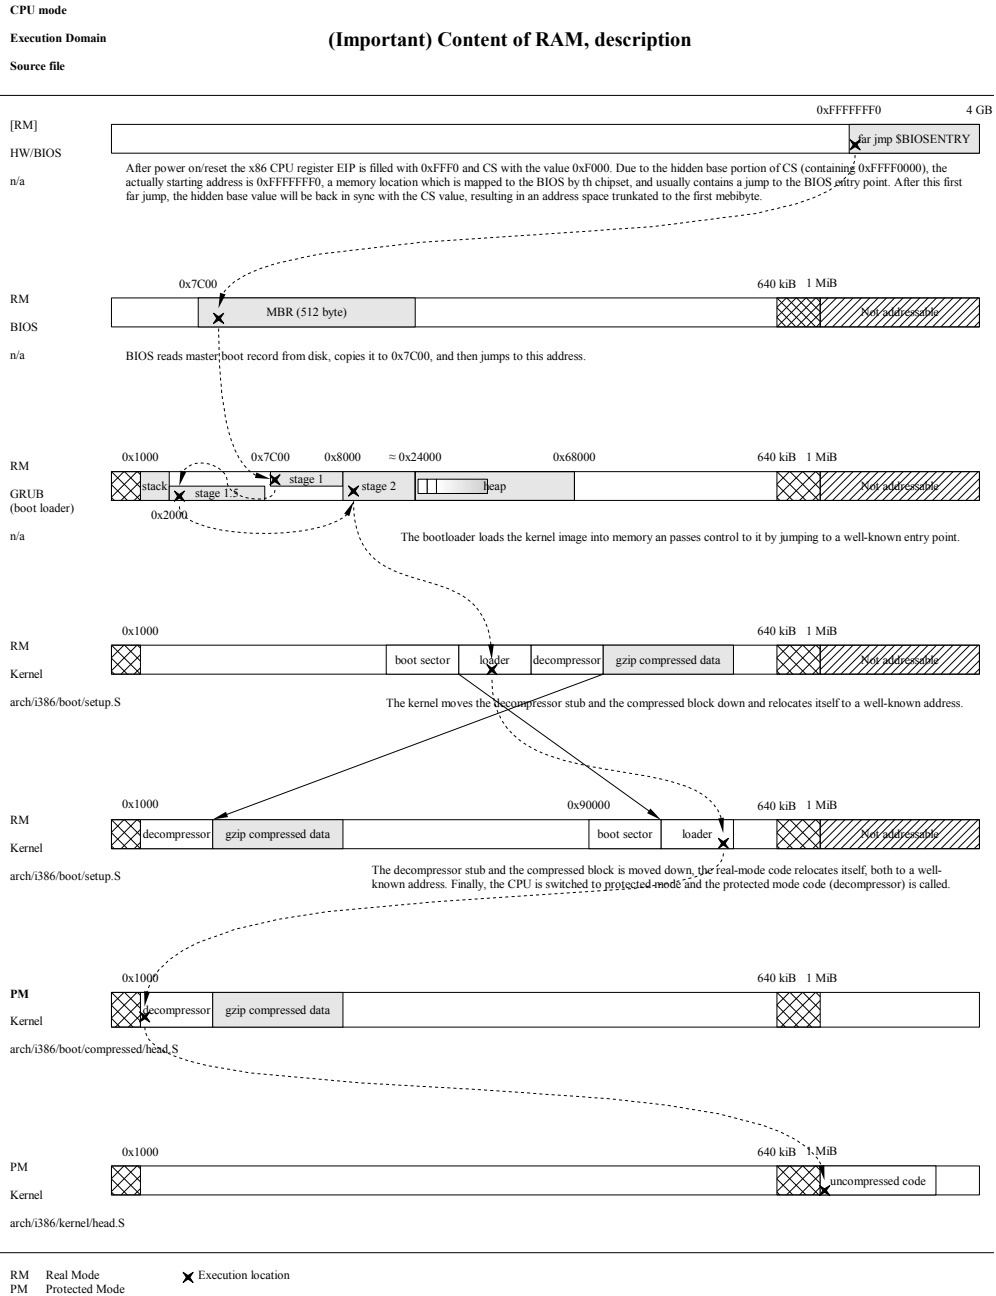 CPU mode
Execution Domain
(Important) Content of RAM, description
Source file
0xFFFFFFF0 4 GB
[RM]
far jmp $BIOSENTRY
HW/BIOS
n/a
After power on/reset the x86 CPU register EIP is filled with 0xFFF0 and CS with the value 0xF000. Due to the hidden base portion of CS (containing 0xFFFF0000), the
actually starting address is 0xFFFFFFF0, a memory location which is mapped to the BIOS by th chipset, and usually contains a jump to the BIOS entry point. After this first
far jump, the hidden base value will be back in sync with the CS value, resulting in an address space trunkated to the first mebibyte.
0x7C00 640 kiB 1 MiB
RM
MBR (512 byte) Not addressable
BIOS
n/a
BIOS reads master boot record from disk, copies it to 0x7C00, and then jumps to this address.
0x1000 0x7C00 0x8000 ≈ 0x24000 0x68000 640 kiB 1 MiB
RM
stack stage 1.5 stage 1 stage 2 heap Not addressable
GRUB
(boot loader)
0x2000
n/a
The bootloader loads the kernel image into memory an passes control to it by jumping to a well-known entry point.
0x1000 640 kiB 1 MiB
RM
boot sector loader decompressor gzip compressed data Not addressable
Kernel
arch/i386/boot/setup.S
The kernel moves the decompressor stub and the compressed block down and relocates itself to a well-known address.
0x1000 0x90000 640 kiB 1 MiB
RM
decompressor gzip compressed data boot sector loader Not addressable
Kernel
arch/i386/boot/setup.S
The decompressor stub and the compressed block is moved down, the real-mode code relocates itself, both to a well-
known address. Finally, the CPU is switched to protected-mode and the protected mode code (decompressor) is called.
0x1000 640 kiB 1 MiB
PM
decompressor gzip compressed data
Kernel
arch/i386/boot/compressed/head.S
0x1000 640 kiB 1 MiB
PM
uncompressed code
Kernel
arch/i386/kernel/head.S
RM Real Mode Execution location
PM Protected Mode